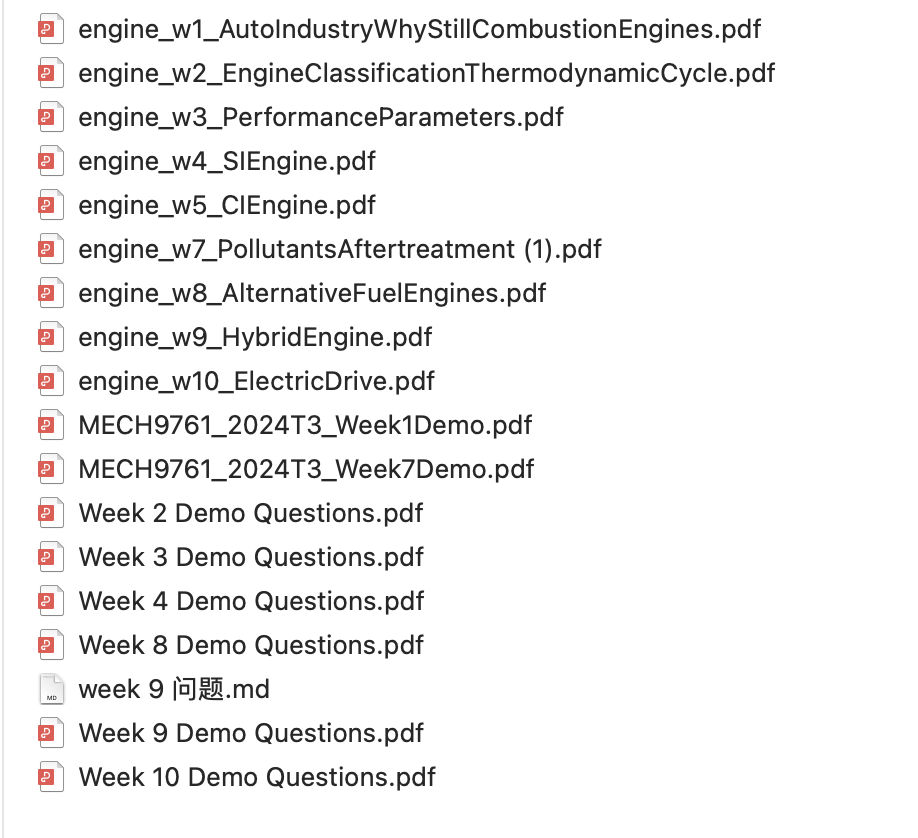 engine_w1_AutoIndustryWhyStillCombustionEngines.pdf
engine_w2_EngineClassificationThermodynamicCycle.pdf
engine_w3_PerformanceParameters.pdf
engine_w4_SIEngine.pdf
engine_w5_CIEngine.pdf
engine_w7_PollutantsAftertreatment (1).pdf
engine_w8_AlternativeFuelEngines.pdf
engine_w9_HybridEngine.pdf
engine_w10_ElectricDrive.pdf
MECH9761_2024T3_Week1Demo.pdf
MECH9761_2024T3_Week7Demo.pdf
Week 2 Demo Questions.pdf
Week 3 Demo Questions.pdf
Week 4 Demo Questions.pdf
Week 8 Demo Questions.pdf
MD week 9 问题.md
Week 9 Demo Questions.pdf
Week 10 Demo Questions.pdf